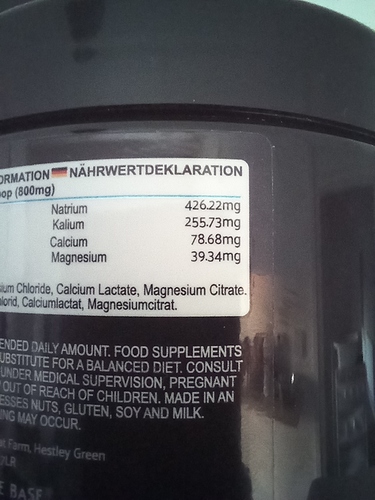 ORMATION NÄHRWERTDEKLARATION
oop (800mg)
Natrium 426.22mg
Kalium 255.73mg
Calcium 78.68mg
Magnesium 39.34mg
ium Chloride, Calcium Lactate, Magnesium Citrate.
hlorid, Calciumlactat, Magnesiumcitrat.
ENDED DAILY AMOUNT. FOOD SUPPLEMENTS
UBSTITUTE FOR A BALANCED DIET. CONSULT
UNDER MEDICAL SUPERVISION, PREGNANT
OUT OF REACH OF CHILDREN. MADE IN AN
ESSES NUTS, GLUTEN, SOY AND MILK.
ING MAY OCCUR.
Farm, Hestley Green
E BASE